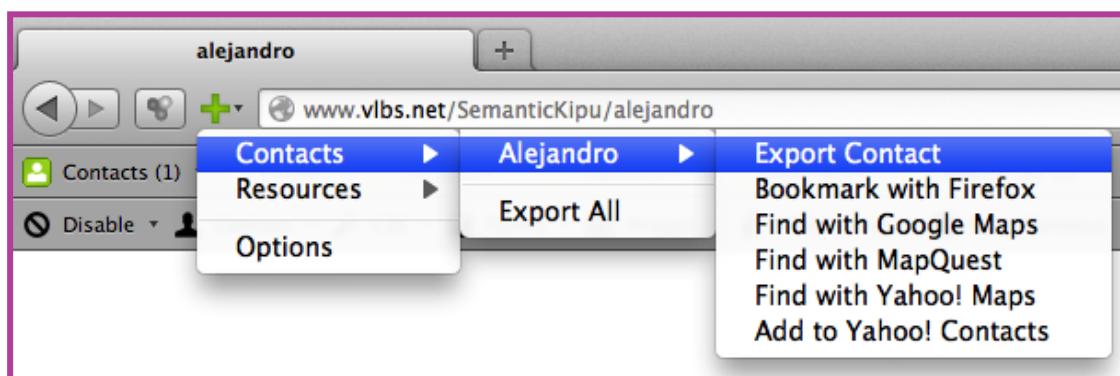 alejandro
www.vlbs.net/SemanticKipu/alejandro
Contacts (1)
Disable
Contacts
Resources
Options
Alejandro
Export All
Export Contact
Bookmark with Firefox
Find with Google Maps
Find with MapQuest
Find with Yahoo! Maps
Add to Yahoo! Contacts